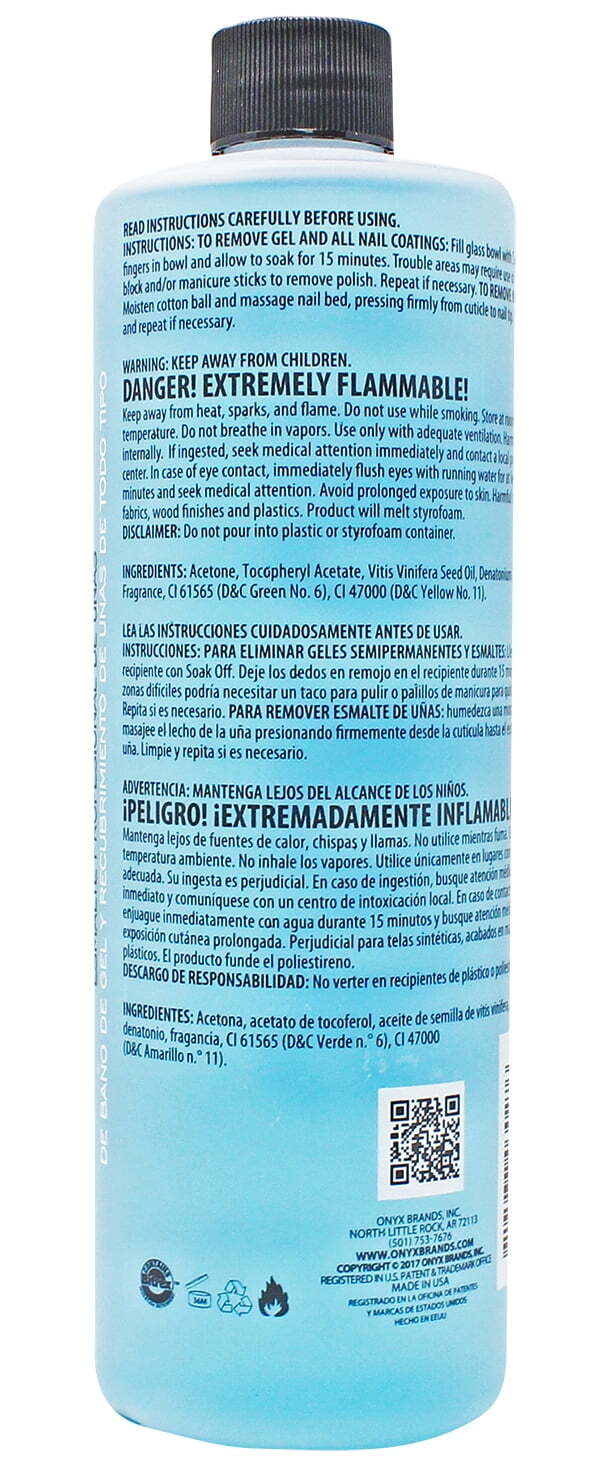 READ INSTRUCTIONS CAREFULLY BEFORE USING.
INSTRUCTIONS: TO REMOVE GEL AND ALL NAIL COATINGS: Fill glass bowl with
fingers in bowl and allow to soak for 15 minutes. Trouble areas may require use
block and/or manicure sticks to remove polish. Repeat if necessary. TO REMOVE
Moisten cotton ball and massage nail bed, pressing firmly from cuticle to nail
and repeat if necessary.
WARNING: KEEP AWAY FROM CHILDREN.
DANGER! EXTREMELY FLAMMABLE!
Keep away from heat, sparks, and flame. Do not use while smoking. Store at
temperature. Do not breathe in vapors. Use only with adequate ventilation.
internally. If ingested, seek medical attention immediately and contact a local
center. In case of eye contact, immediately flush eyes with running water for at
minutes and seek medical attention. Avoid prolonged exposure to skin. Harmful
fabrics, wood finishes and plastics. Product will melt styrofoam.
DISCLAIMER: Do not pour into plastic or styrofoam container.
INGREDIENTS: Acetone, Tocopheryl Acetate, Vitis Vinifera Seed Oil, Denatonium
Fragrance, CI 61565 (D&C Green No. 6), CI 47000 (D&C Yellow No. 11).
LEA LAS INSTRUCCIONES CUIDADOSAMENTE ANTES DE USAR.
INSTRUCCIONES: PARA ELIMINAR GELES SEMIPERMANENTES Y ESMALTES:
recipiente con Soak Off. Deje los dedos en remojo en el recipiente durante 15
zonas difíciles podría necesitar un taco para pulir o palillos de manicura para
Repita si es necesario. PARA REMOVER ESMALTE DE UÑAS: humedezca una
masajee el lecho de la uña presionando firmemente desde la cutícula hasta el
uña. Limpie y repita si es necesario.
ADVERTENCIA: MANTENGA LEJOS DEL ALCANCE DE LOS NIÑOS.
¡PELIGRO! ¡EXTREMADAMENTE INFLAMABL
Mantenga lejos de fuentes de calor, chispas y llamas. No utilice mientras fuma.
temperatura ambiente. No inhale los vapores. Utilice únicamente en lugares
adecuada. Su ingesta es perjudicial. En caso de ingestión, busque atención
inmediato y comuníquese con un centro de intoxicación local. En caso de
enjuague inmediatamente con agua durante 15 minutos y busque atención
exposición cutánea prolongada. Perjudicial para telas sintéticas, acabados en
plásticos. El producto funde el poliestireno.
DESCARGO DE RESPONSABILIDAD: No verter en recipientes de plástico o
INGREDIENTES: Acetona, acetato de tocoferol, aceite de semilla de vitis vinifera,
denatonio, fragancia, CI 61565 (D&C Verde n.° 6), CI 47000
(D&C Amarillo n.° 11).
DE BAÑO DE GEL Y RECUBRIMIENTO DE UÑAS DE TODO TIPO
ONYX BRANDS, INC.
NORTH LITTLE ROCK, AR 72113
(501) 753-7676
WWW.ONYXBRANDS.COM
COPYRIGHT © 2017 ONYX BRANDS, INC.
REGISTERED IN U.S. PATENT & TRADEMARK OFFICE
MADE IN USA
REGISTRADO EN LA OFICINA DE PATENTES
Y MARCAS DE ESTADOS UNIDOS
HECHO EN EEUU